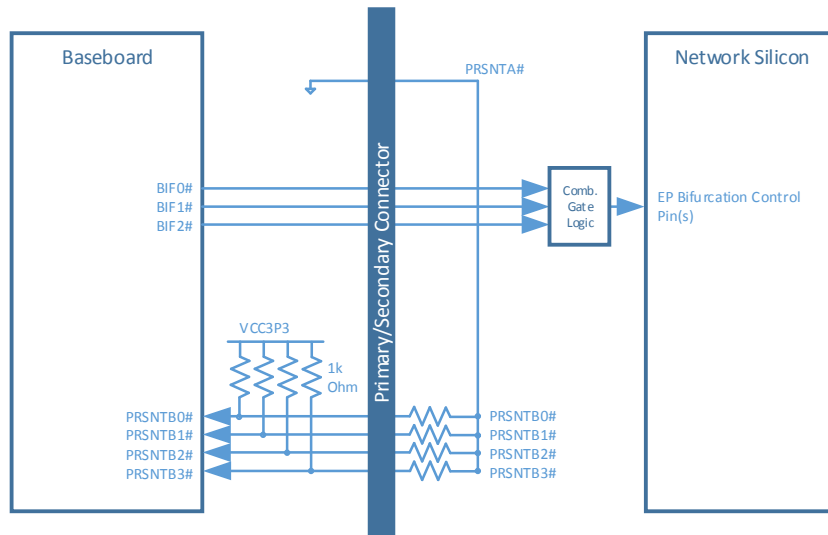 Baseboard
Network Silicon
PRSNTA#
Primary/Secondary Connector
BIF0#
BIF1#
BIF2#
Comb.
Gate
Logic
EP Bifurcation Control
Pin(s)
VCC3P3
1k
Ohm
PRSNTB0#
PRSNTB1#
PRSNTB2#
PRSNTB3#
PRSNTB0#
PRSNTB1#
PRSNTB2#
PRSNTB3#